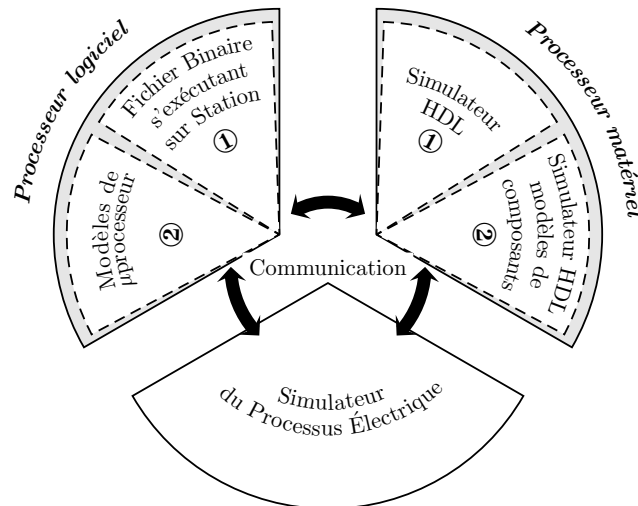 Processeur logiciel
Fichier Binaire
s'exécutant
sur Station
①
Modèles de
μprocesseur
②
Processeur matériel
Simulateur
HDL
①
Simulateur HDL
modèles de
composants
②
Communication
Simulateur
du Processus Électrique